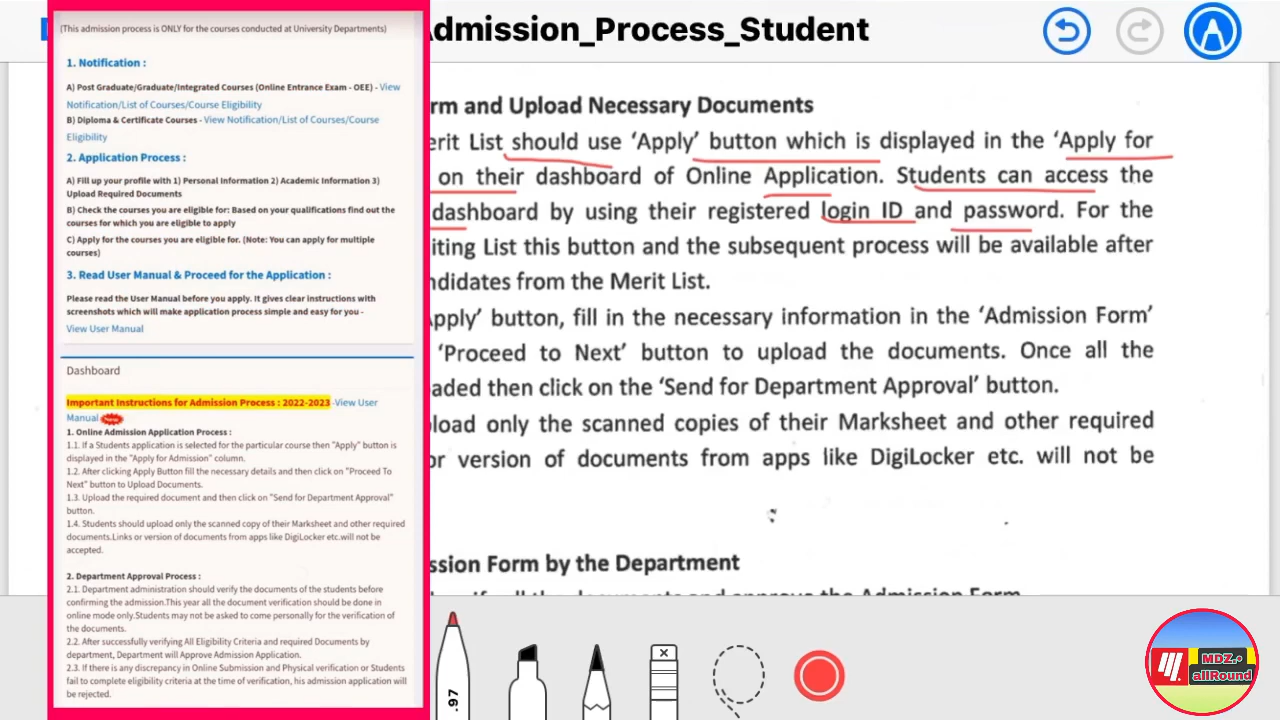 (This admission process is ONLY for the courses conducted at University Departments)
1. Notification :
A) Post Graduate/Graduate/Integrated Courses (Online Entrance Exam - OEE) - View
Notification/List of Courses/Course Eligibility
B) Diploma & Certificate Courses - View Notification/List of Courses/Course
Eligibility
2. Application Process :
A) Fill up your profile with 1) Personal Information 2) Academic Information 3)
Upload Required Documents
B) Check the courses you are eligible for: Based on your qualifications find out the
courses for which you are eligible to apply
C) Apply for the courses you are eligible for. (Note: You can apply for multiple
courses)
3. Read User Manual & Proceed for the Application :
Please read the User Manual before you apply. It gives clear instructions with
screenshots which will make application process simple and easy for you -
View User Manual
Dashboard
Important Instructions for Admission Process : 2022-2023 -View User
Manual
1. Online Admission Application Process :
1.1. If a Students application is selected for the particular course then "Apply" button is
displayed in the "Apply for Admission" column.
1.2. After clicking Apply Button fill the necessary details and then click on "Proceed To
Next" button to Upload Documents.
1.3. Upload the required document and then click on "Send for Department Approval"
button.
1.4. Students should upload only the scanned copy of their Marksheet and other required
documents.Links or version of documents from apps like DigiLocker etc.will not be
accepted.
2. Department Approval Process :
2.1. Department administration should verify the documents of the students before
confirming the admission.This year all the document verification should be done in
online mode only.Students may not be asked to come personally for the verification of
the documents.
2.2. After successfully verifying All Eligibility Criteria and required Documents by
department, Department will Approve Admission Application.
2.3. If there is any discrepancy in Online Submission and Physical verification or Students
fail to complete eligibility criteria at the time of verification, his admission application will
be rejected.
Admission_Process_Student
rm and Upload Necessary Documents
erit List should use 'Apply' button which is displayed in the 'Apply for
on their dashboard of Online Application. Students can access the
dashboard by using their registered login ID and password. For the
iting List this button and the subsequent process will be available after
ndidates from the Merit List.
Apply' button, fill in the necessary information in the 'Admission Form'
'Proceed to Next' button to upload the documents. Once all the
aded then click on the 'Send for Department Approval' button.
load only the scanned copies of their Marksheet and other required
or version of documents from apps like DigiLocker etc. will not be
ssion Form by the Department
all the documents and approve the Admission Form
.97
MDZ.
allRound